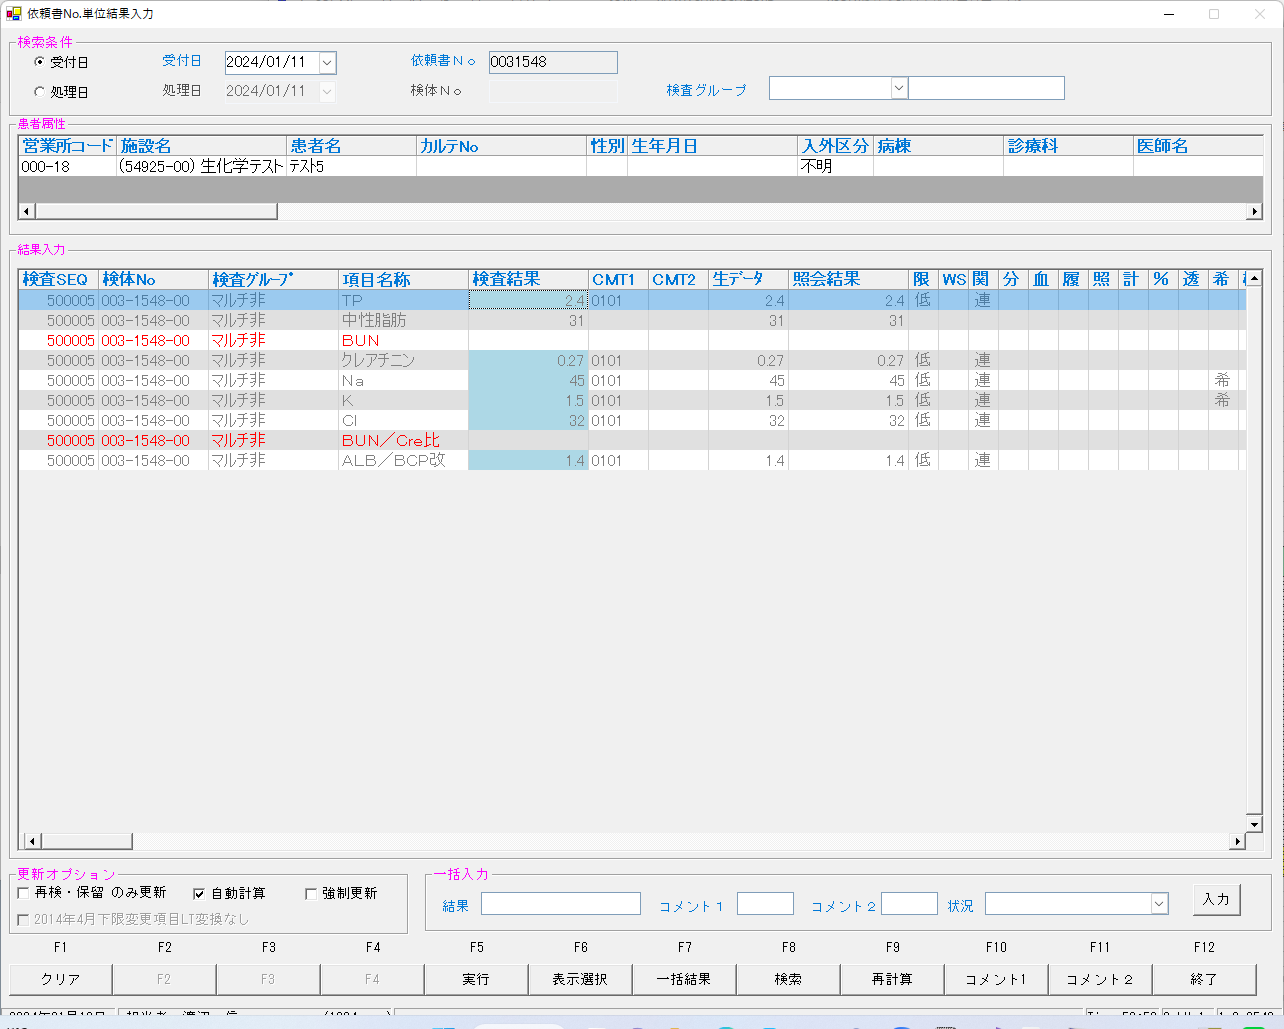 依頼書No.単位結果入力
検索条件
受付日 受付日 2024/01/11 依頼書Ｎｏ 0031548
処理日 処理日 2024/01/11 検体Ｎｏ 検査グループ
患者属性
営業所コード 施設名 患者名 カルテNo 性別 生年月日 入外区分 病棟 診療科 医師名
000-18 (54925-00) 生化学テスト テスト5 不明
結果入力
検査SEQ 検体No 検査グループ 項目名称 検査結果 CMT1 CMT2 生データ 照会結果 限 WS 関 分 血 履 照 計 % 透 希
500005 003-1548-00 マルチ非 TP 2.4 0101 2.4 2.4 低 連
500005 003-1548-00 マルチ非 中性脂肪 31 31 31
500005 003-1548-00 マルチ非 BUN
500005 003-1548-00 マルチ非 クレアチニン 0.27 0101 0.27 0.27 低 連
500005 003-1548-00 マルチ非 Ｎａ 45 0101 45 45 低 連 希
500005 003-1548-00 マルチ非 K 1.5 0101 1.5 1.5 低 連 希
500005 003-1548-00 マルチ非 Cl 32 0101 32 32 低 連
500005 003-1548-00 マルチ非 BUN／Cre比
500005 003-1548-00 マルチ非 ALB／BCP改 1.4 0101 1.4 1.4 低 連
更新オプション
再検・保留 のみ更新 自動計算 強制更新
2014年4月下限変更項目LT変換なし
一括入力
結果 コメント１ コメント２ 状況 入力
F1 F2 F3 F4 F5 F6 F7 F8 F9 F10 F11 F12
クリア F2 F3 F4 実行 表示選択 一括結果 検索 再計算 コメント1 コメント２ 終了